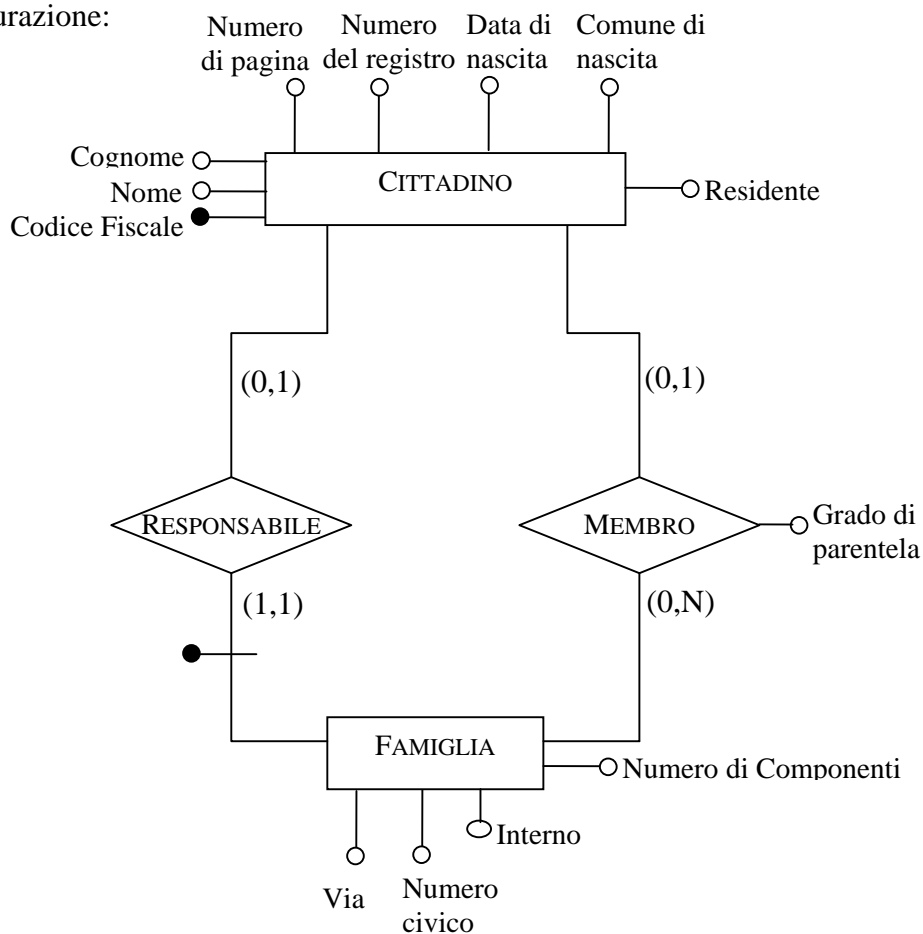 urazione:
Numero
di pagina
Numero
del registro
Data di
nascita
Comune di
nascita
Cognome
Nome
Codice Fiscale
CITTADINO
Residente
(0,1)
(0,1)
RESPONSABILE
MEMBRO
Grado di
parentela
(1,1)
(0,N)
FAMIGLIA
Numero di Componenti
Interno
Via
Numero
civico